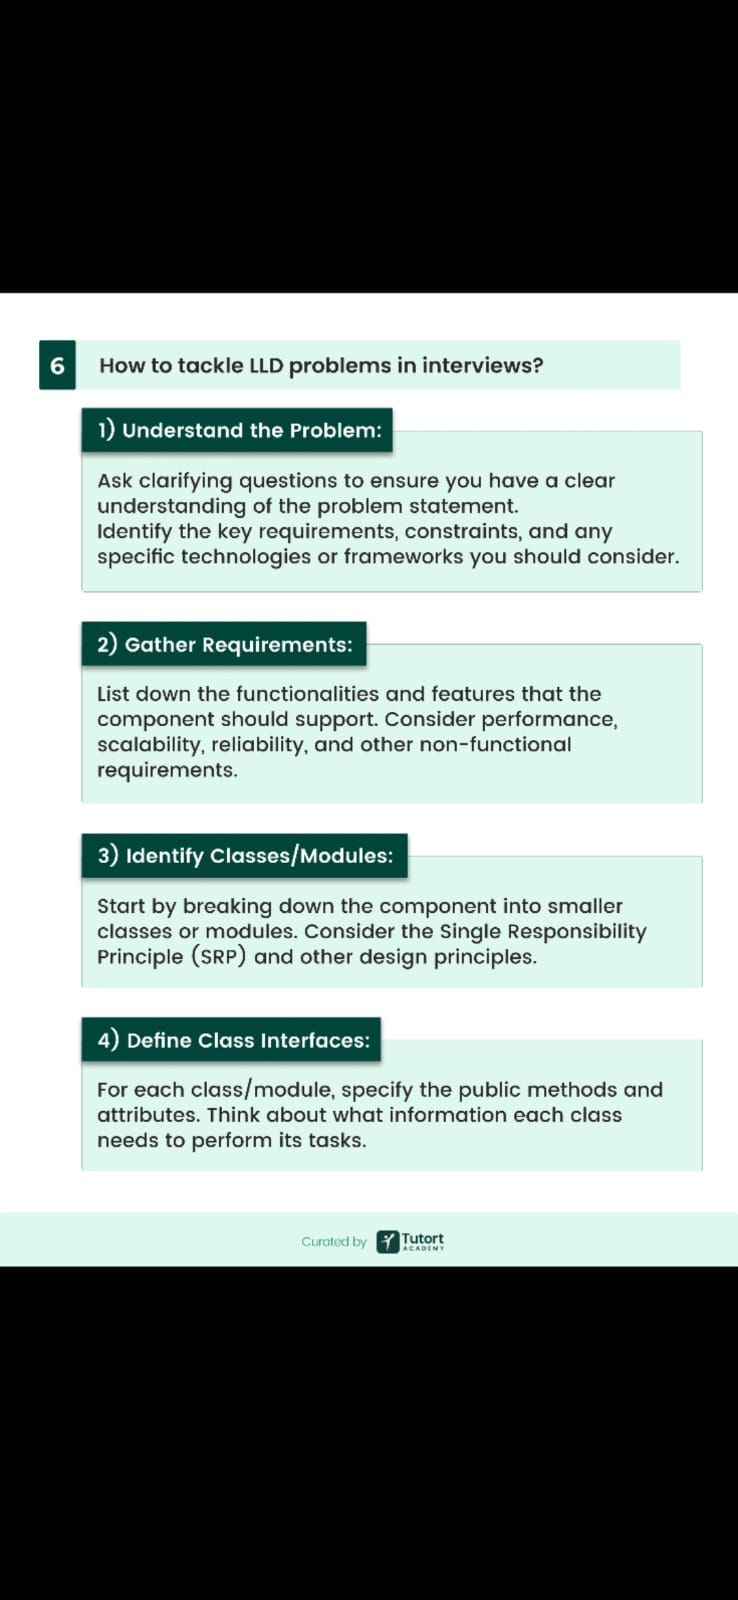 6 How to tackle LLD problems in interviews?
1) Understand the Problem:
Ask clarifying questions to ensure you have a clear
understanding of the problem statement.
Identify the key requirements, constraints, and any
specific technologies or frameworks you should consider.
2) Gather Requirements:
List down the functionalities and features that the
component should support. Consider performance,
scalability, reliability, and other non-functional
requirements.
3) Identify Classes/Modules:
Start by breaking down the component into smaller
classes or modules. Consider the Single Responsibility
Principle (SRP) and other design principles.
4) Define Class Interfaces:
For each class/module, specify the public methods and
attributes. Think about what information each class
needs to perform its tasks.
Curated by Tutort
ACADEMY